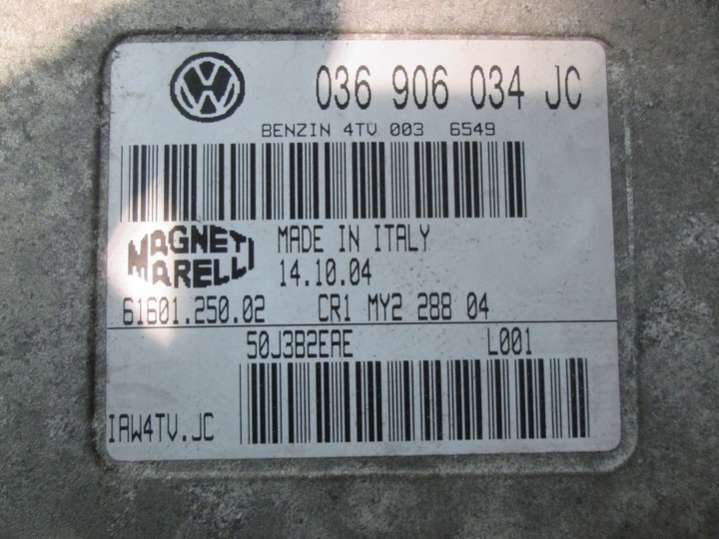 036 906 034 JC
BENZIN 4TV 003 6549
MAGNETI MARELLI
MADE IN ITALY
14.10.04
61601.250.02 CR1 MY2 288 04
50J3B2EAE L001
IAW4TV.JC